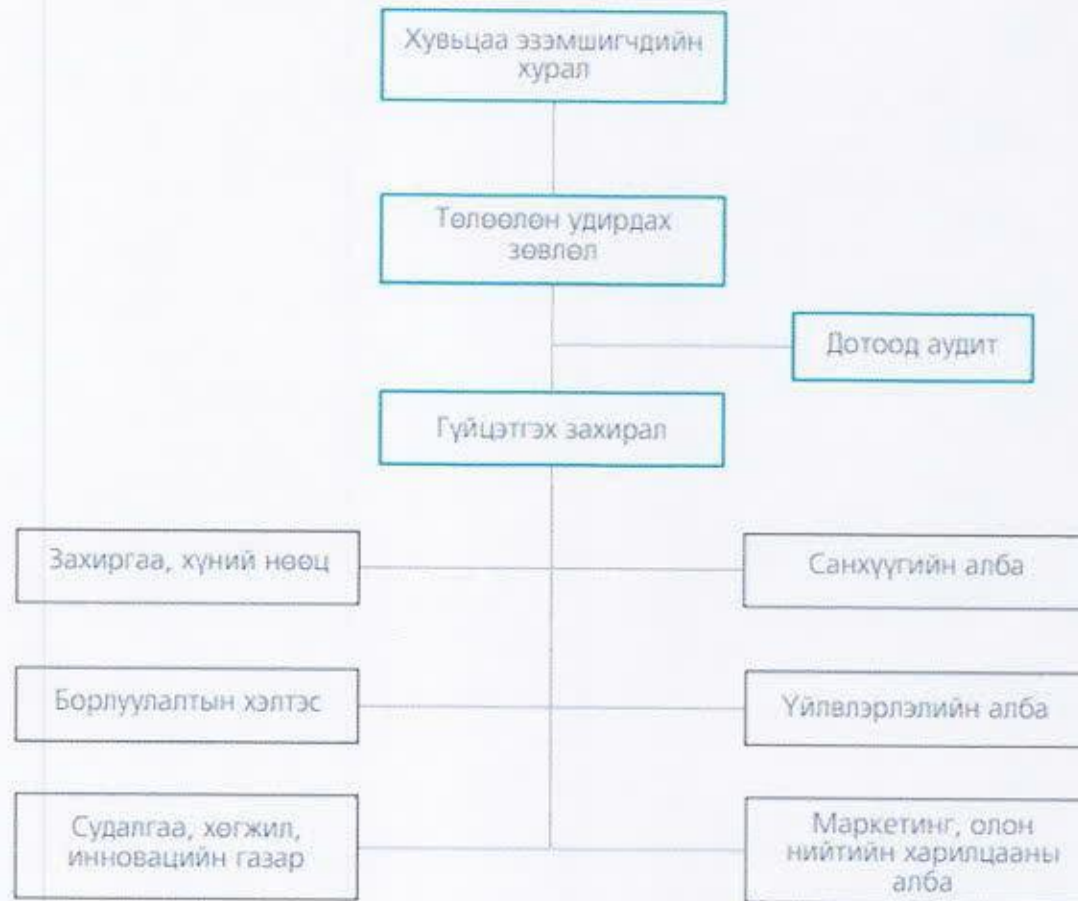 Хувьцаа эзэмшигчдийн
хурал
Төлөөлөн удирдах
зөвлөл
Дотоод аудит
Гүйцэтгэх захирал
Захиргаа, хүний нөөц
Санхүүгийн алба
Борлуулалтын хэлтэс
Үйлвлэрлэлийн алба
Судалгаа, хөгжил,
инновацийн газар
Маркетинг, олон
нийтийн харилцааны
алба